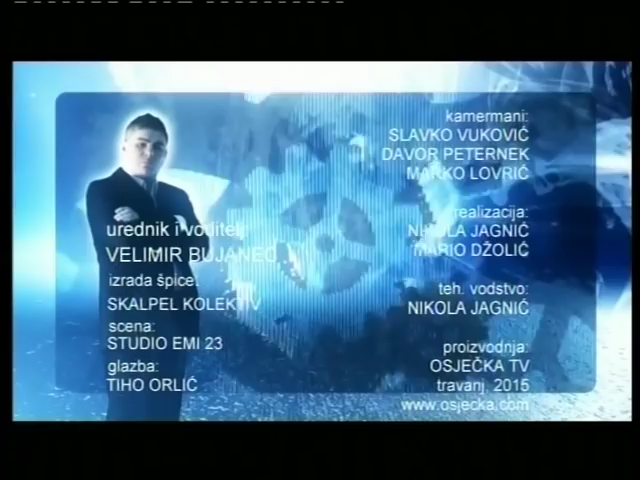 urednik i voditelj:
VELIMIR BUJANEC
izrada špice:
SKALPEL KOLEKTIV
scena:
STUDIO EMI 23
glazba:
TIHO ORLIĆ
kamermani:
SLAVKO VUKOVIĆ
DAVOR PETERNEK
MARKO LOVRIĆ
realizacija:
NIKOLA JAGNIĆ
MARIO DŽOLIĆ
teh. vodstvo:
NIKOLA JAGNIĆ
proizvodnja:
OSJEČKA TV
travanj, 2015
www.osjecka.com